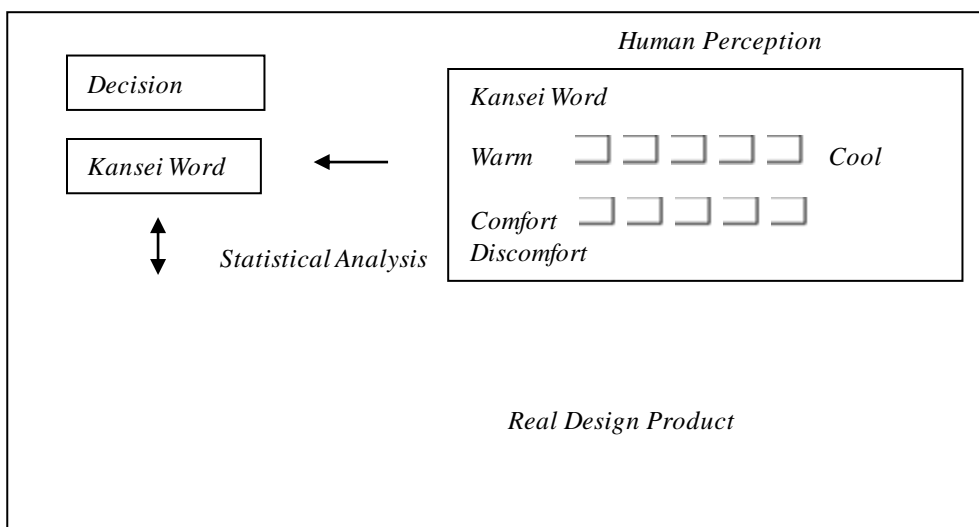 Human Perception
Decision
Kansei Word
Kansei Word
Warm Cool
Comfort
Discomfort
Statistical Analysis
Real Design Product